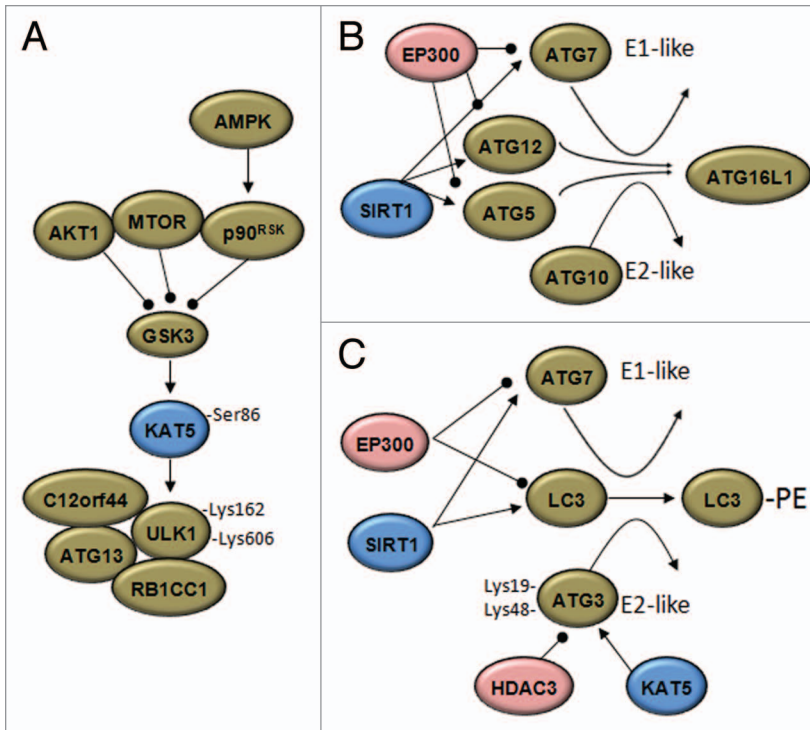 A
AMPK
AKT1
MTOR
p90RSK
GSK3
KAT5
-Ser86
C12orf44
ULK1
-Lys162
-Lys606
ATG13
RB1CC1
B
EP300
ATG7
E1-like
ATG12
ATG16L1
SIRT1
ATG5
ATG10
E2-like
C
ATG7
E1-like
EP300
LC3
LC3
-PE
SIRT1
Lys19-
Lys48-
ATG3
E2-like
HDAC3
KAT5